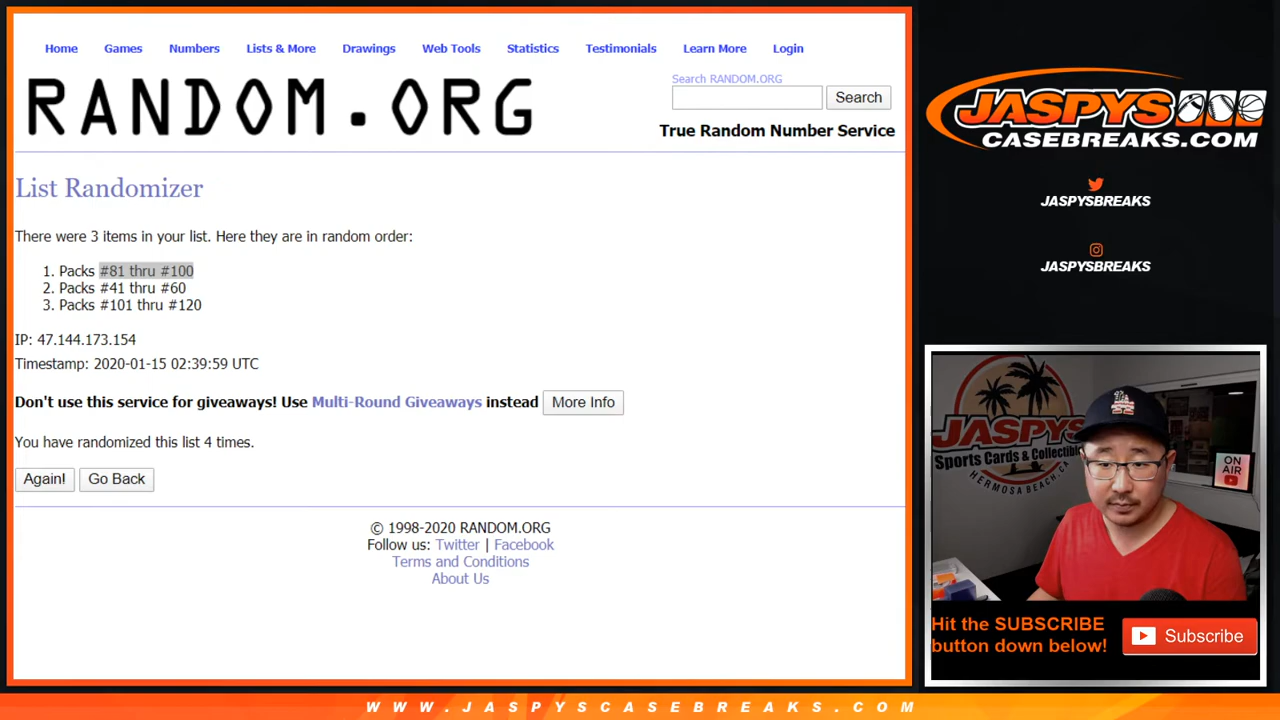 Home Games Numbers Lists & More Drawings Web Tools Statistics Testimonials Learn More Login
RANDOM.ORG
Search RANDOM.ORG
Search
True Random Number Service
List Randomizer
There were 3 items in your list. Here they are in random order:
1. Packs #81 thru #100
2. Packs #41 thru #60
3. Packs #101 thru #120
IP: 47.144.173.154
Timestamp: 2020-01-15 02:39:59 UTC
Don't use this service for giveaways! Use Multi-Round Giveaways instead More Info
You have randomized this list 4 times.
Again! Go Back
© 1998-2020 RANDOM.ORG
Follow us: Twitter | Facebook
Terms and Conditions
About Us
JASPYS
CASEBREAKS.COM
JASPYSBREAKS
JASPYSBREAKS
JASPYS
Sports Cards & Collectibles
HERMOSA BEACH, CA
ON
AIR
Hit the SUBSCRIBE
button down below!
Subscribe
WWW.JASPYSCASEBREAKS.COM